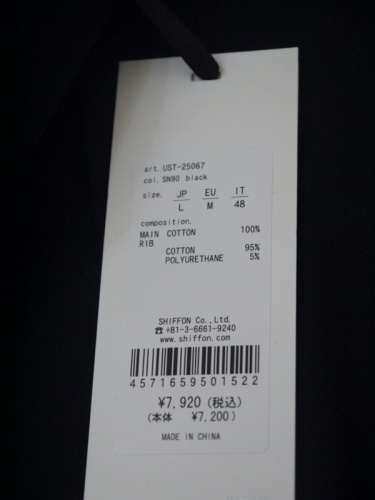 art. UST-25067
col. SN90 black
size. JP EU IT
L M 48
composition.
MAIN COTTON 100%
RIB
COTTON 95%
POLYURETHANE 5%
SHIFFON Co., Ltd.
☎+81-3-6661-9240
www.shiffon.com
4571659501522
¥7,920 (税込)
(本体 ¥7,200)
MADE IN CHINA